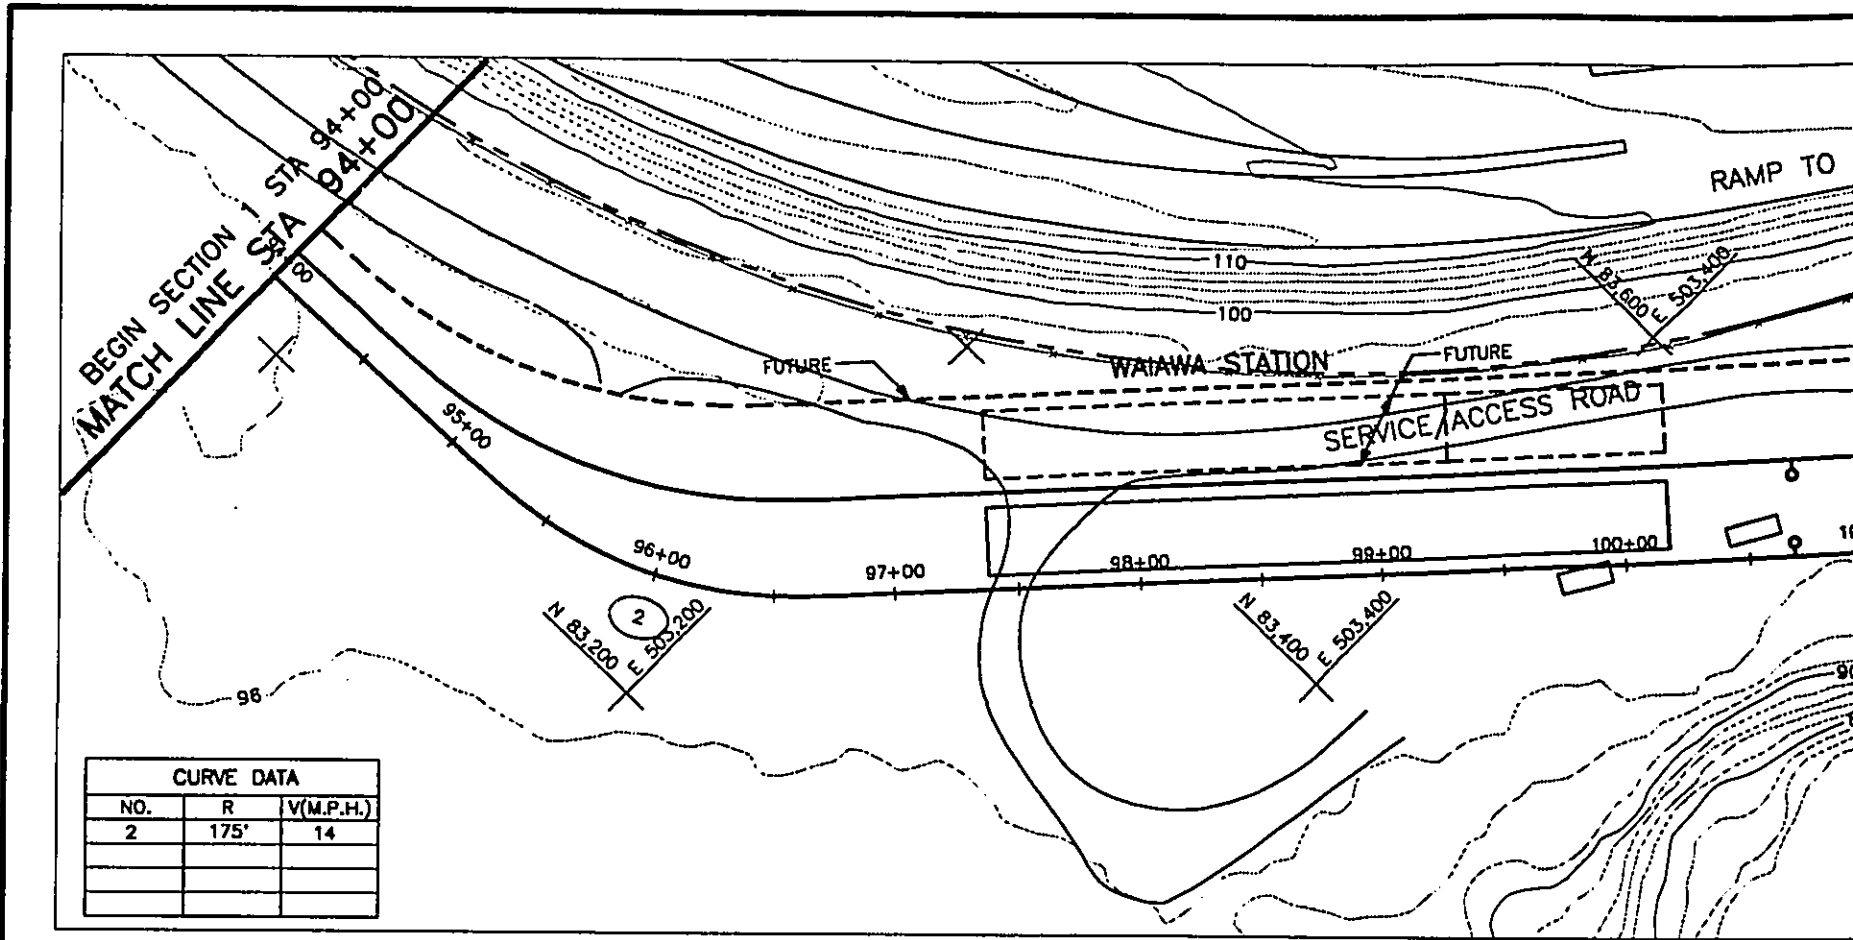 BEGIN SECTION 1 STA 94+00
MATCH LINE STA 94+00
RAMP TO
110
100
N 83,600
E 503,400
FUTURE
WAIAWA STATION
FUTURE
SERVICE/ACCESS ROAD
95+00
96+00
97+00
98+00
99+00
100+00
N 83,200
2
E 503,200
N 83,400
E 503,400
96
CURVE DATA
NO. R V(M.P.H.)
2 175' 14